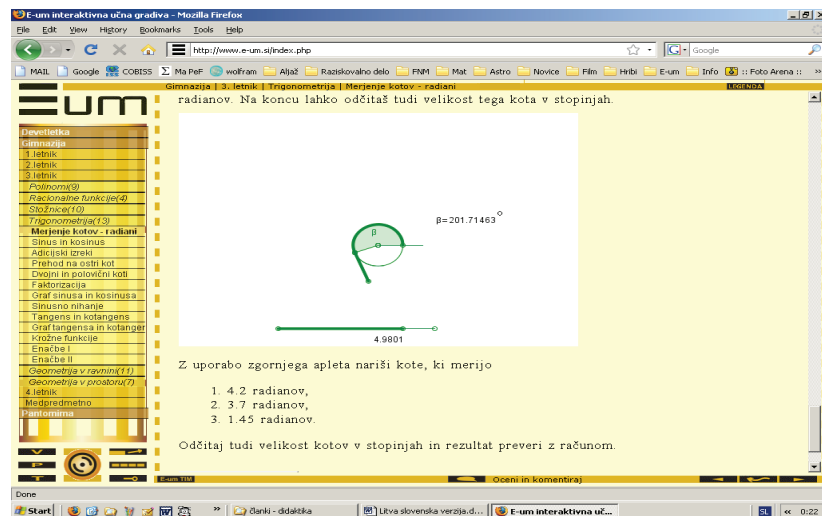 E-um interaktivna učna gradiva - Mozilla Firefox
File Edit View History Bookmarks Tools Help
http://www.e-um.si/index.php
Google
MAIL Google COBISS Ma PeF wolfram Aljaž Raziskovalno delo FNM Mat Astro Novice Film Hribi E-um Info :: Foto Arena :: »
Gimnazija | 3. letnik | Trigonometrija | Merjenje kotov - radiani
LEGENDA
Eum
Devetletka
Gimnazija
1.letnik
2.letnik
3.letnik
Polinomi(9)
Racionalne funkcije(4)
Stožnice(10)
Trigonometrija(13)
Merjenje kotov - radiani
Sinus in kosinus
Adicijski izreki
Prehod na ostri kot
Dvojni in polovični koti
Faktorizacija
Graf sinusa in kosinusa
Sinusno nihanje
Tangens in kotangens
Graf tangensa in kotanger
Krožne funkcije
Enačbe I
Enačbe II
Geometrija v ravnini(11)
Geometrija v prostoru(7)
4.letnik
Medpredmetno
Pantomima
V
P
T
radianov. Na koncu lahko odčitaš tudi velikost tega kota v stopinjah.
β=201.71463°
β
4.9801
Z uporabo zgornjega apleta nariši kote, ki merijo
1. 4.2 radianov,
2. 3.7 radianov,
3. 1.45 radianov.
Odčitaj tudi velikost kotov v stopinjah in rezultat preveri z računom.
E-um TIM
Oceni in komentiraj
Done
Start
»
članki - didaktika
Litva slovenska verzija.d...
E-um interaktivna uč...
SL
«
0:22